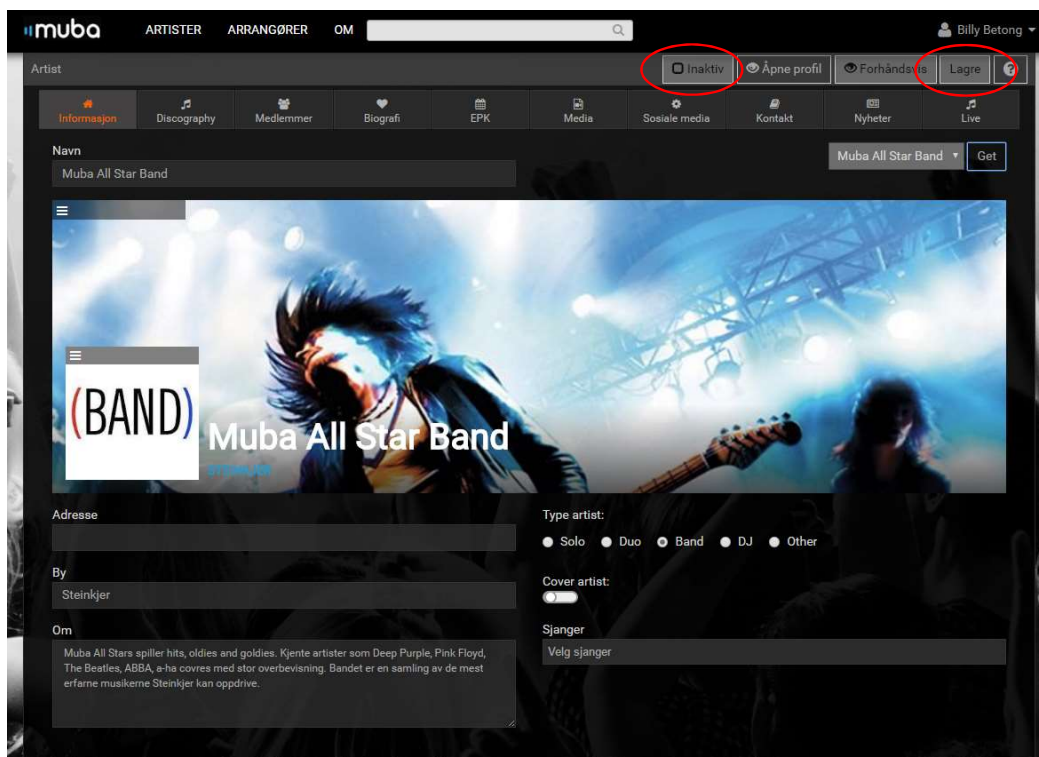 muba ARTISTER ARRANGØRER OM Billy Betong
Artist Inaktiv Åpne profil Forhåndsvis Lagre ?
Informasjon Discography Medlemmer Biografi EPK Media Sosiale media Kontakt Nyheter Live
Navn
Muba All Star Band Get
Muba All Star Band
(BAND)
Muba All Star Band
STEINKJER
Adresse Type artist:
Solo Duo Band DJ Other
By
Cover artist:
Steinkjer
Om Sjanger
Velg sjanger
Muba All Stars spiller hits, oldies and goldies. Kjente artister som Deep Purple, Pink Floyd,
The Beatles, ABBA, a-ha covres med stor overbevisning. Bandet er en samling av de mest
erfarne musikerne Steinkjer kan oppdrive.